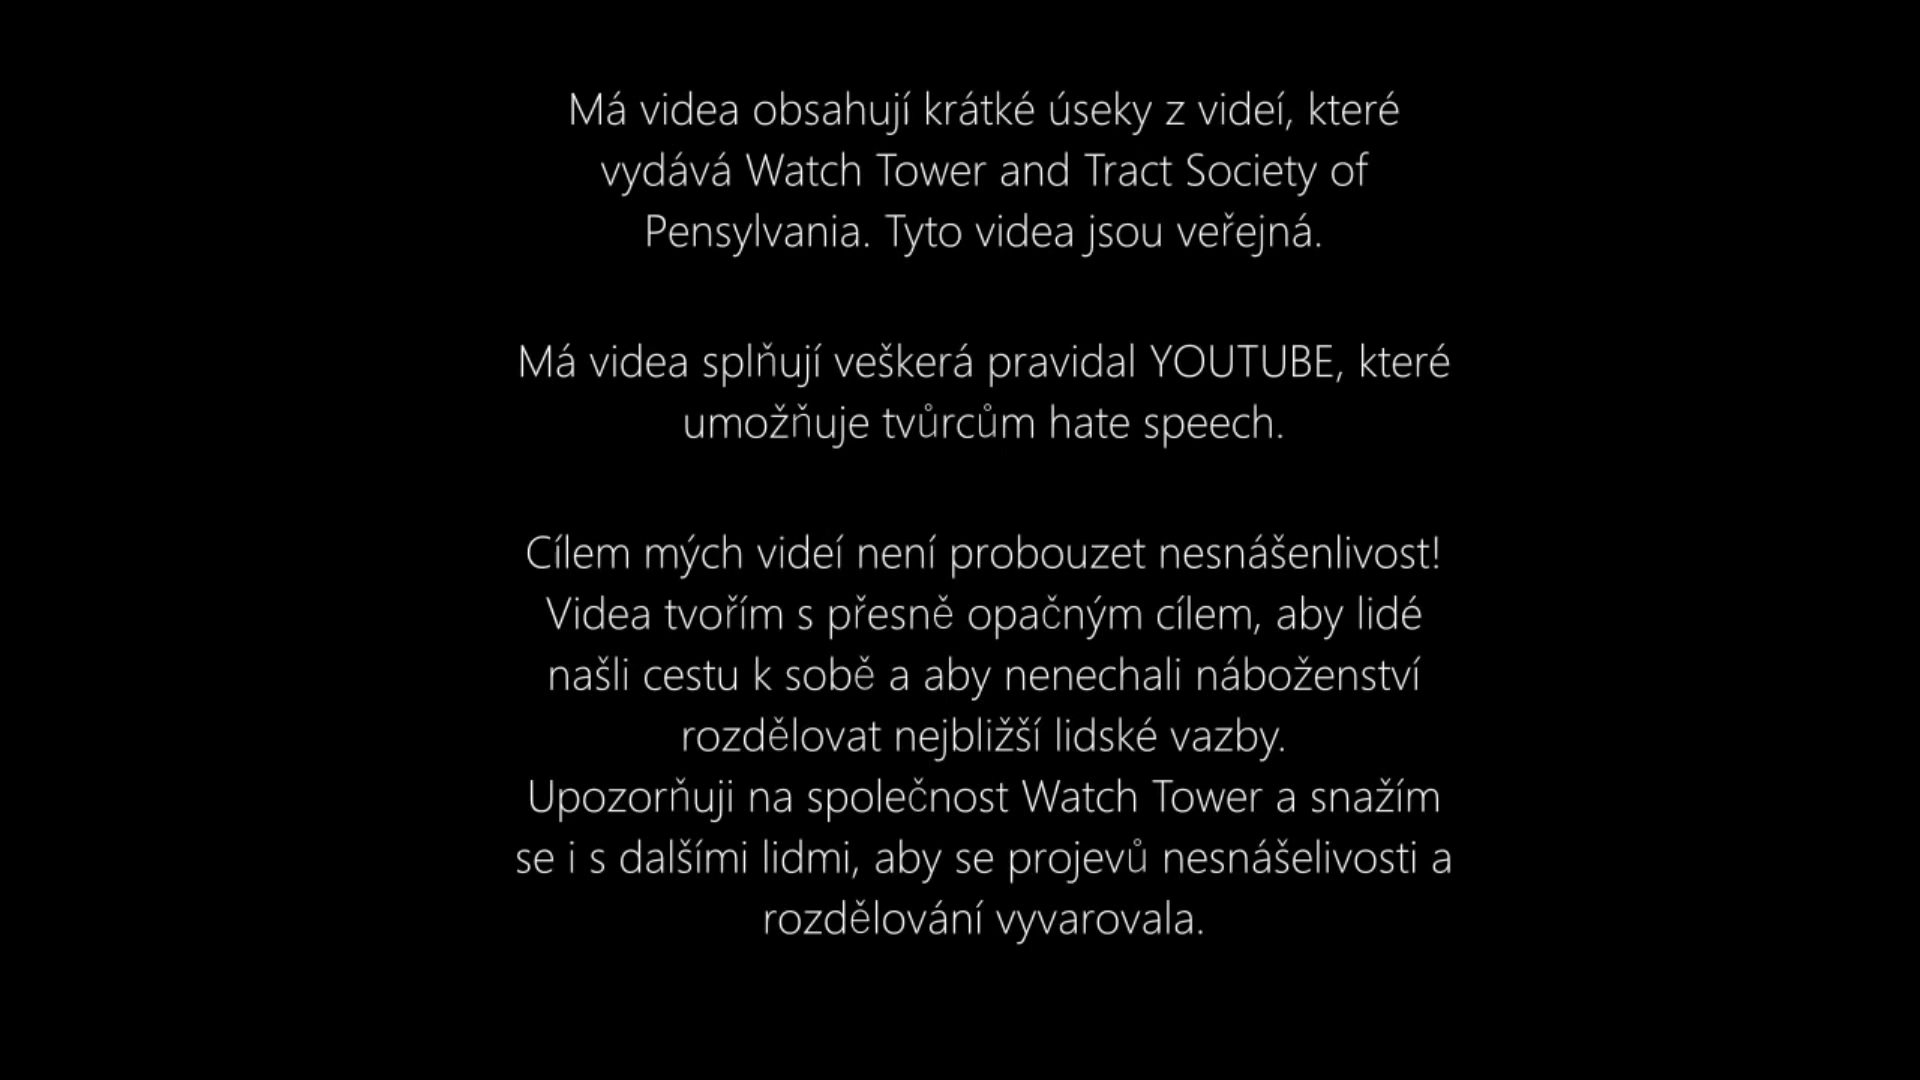 Má videa obsahují krátké úseky z videí, které
vydává Watch Tower and Tract Society of
Pensylvania. Tyto videa jsou veřejná.
Má videa splňují veškerá pravidal YOUTUBE, které
umožňuje tvůrcům hate speech.
Cílem mých videí není probouzet nesnášenlivost!
Videa tvořím s přesně opačným cílem, aby lidé
našli cestu k sobě a aby nenechali náboženství
rozdělovat nejbližší lidské vazby.
Upozorňuji na společnost Watch Tower a snažím
se i s dalšími lidmi, aby se projevů nesnášelivosti a
rozdělování vyvarovala.